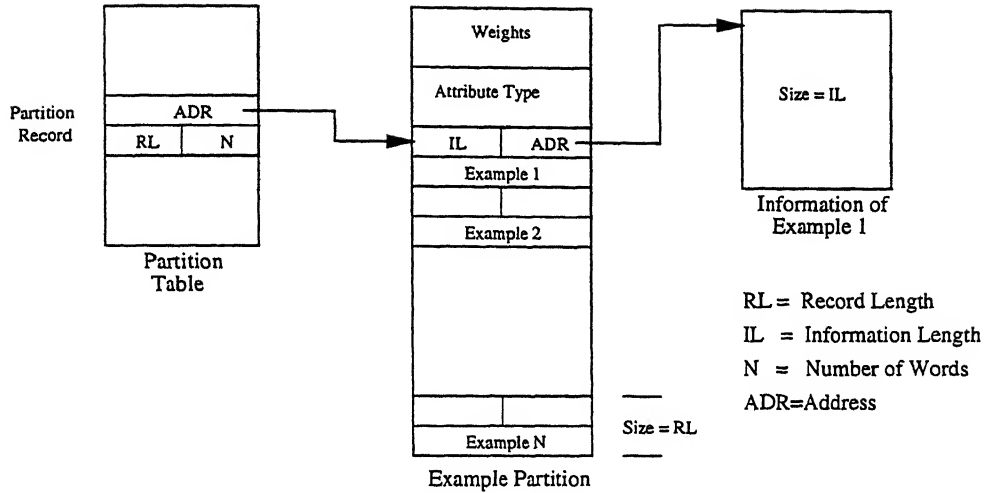 Partition
Record
ADR
RL N
Partition
Table
Weights
Attribute Type
IL ADR
Example 1
Example 2
Example N
Size = RL
Example Partition
Size = IL
Information of
Example 1
RL = Record Length
IL = Information Length
N = Number of Words
ADR=Address